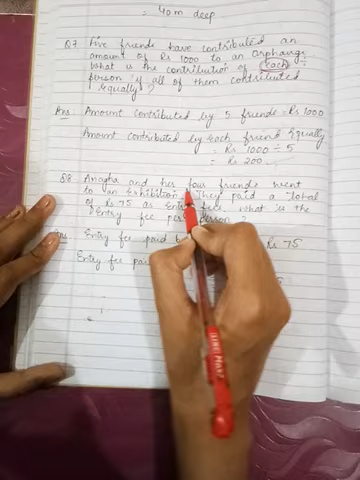 = 40m deep
Q7 Five friends have contributed an
amount of Rs 1000 to an Orphanage
What is the contribution of each ÷
person if all of them contributed
equally ?
Ans Amount contributed by 5 friends = Rs 1000
Amount contributed by each friend equally
= Rs 1000 ÷ 5
= Rs 200
Q8 Anagha and her four friends went
to an exhibition. They paid a total
of Rs 75 as Entry fee. What is the
Entry fee per person ?
Ans Entry fee paid Rs 75
Entry fee paid